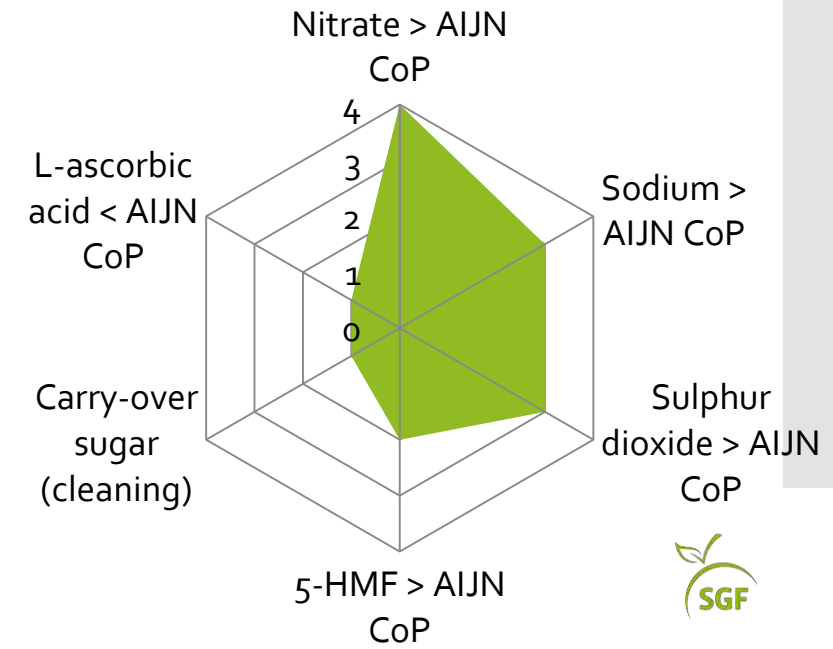 Nitrate > AIJN
CoP
4
3
2
1
0
Sodium >
AIJN CoP
Sulphur
dioxide > AIJN
CoP
5-HMF > AIJN
CoP
Carry-over
sugar
(cleaning)
L-ascorbic
acid < AIJN
CoP
SGF